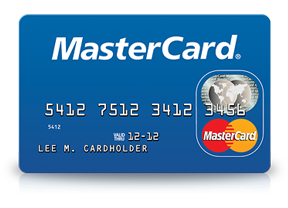 MasterCard®
5412 7512 3412 3456
5412
VALID THRU 12-12
LEE M. CARDHOLDER
MasterCard